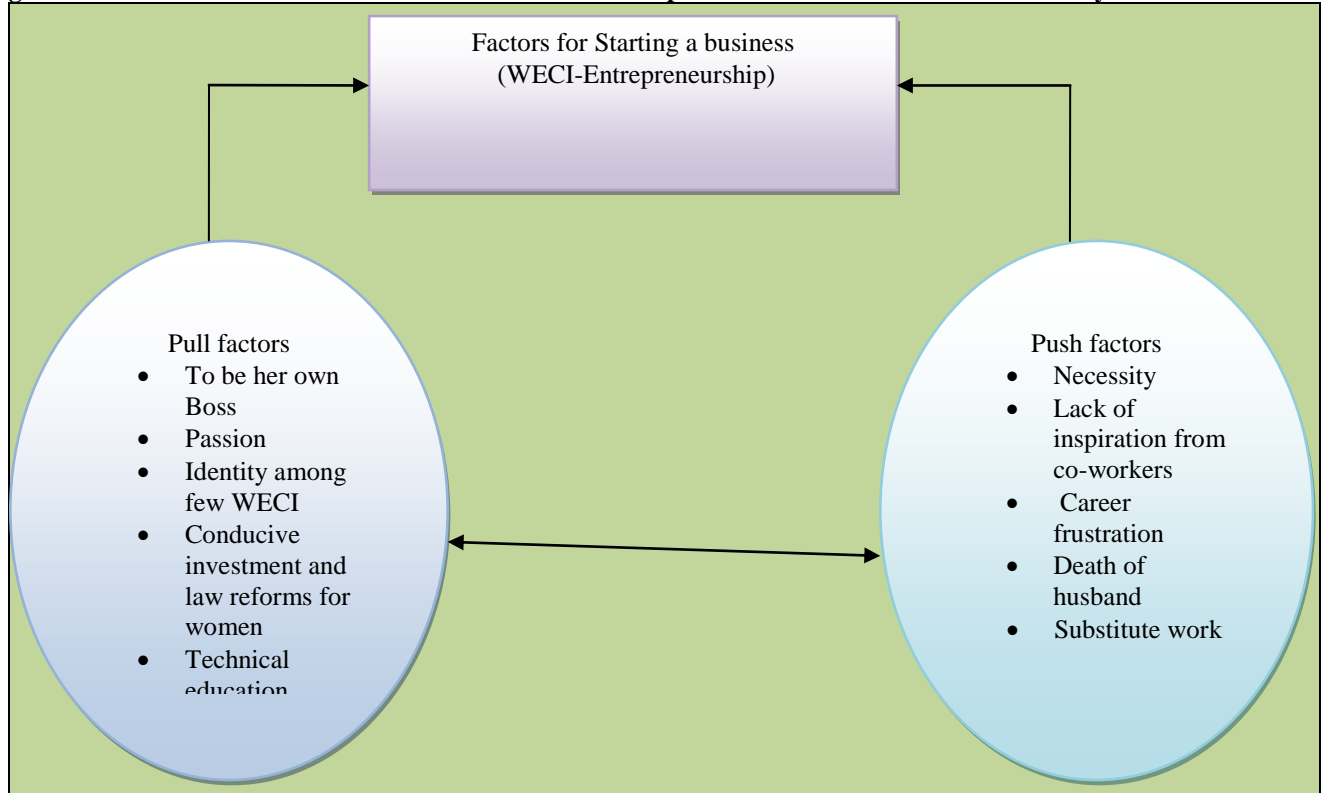 Factors for Starting a business
(WECI-Entrepreneurship)
Pull factors
• To be her own
Boss
• Passion
• Identity among
few WECI
• Conducive
investment and
law reforms for
women
• Technical
education
Push factors
• Necessity
• Lack of
inspiration from
co-workers
• Career
frustration
• Death of
husband
• Substitute work